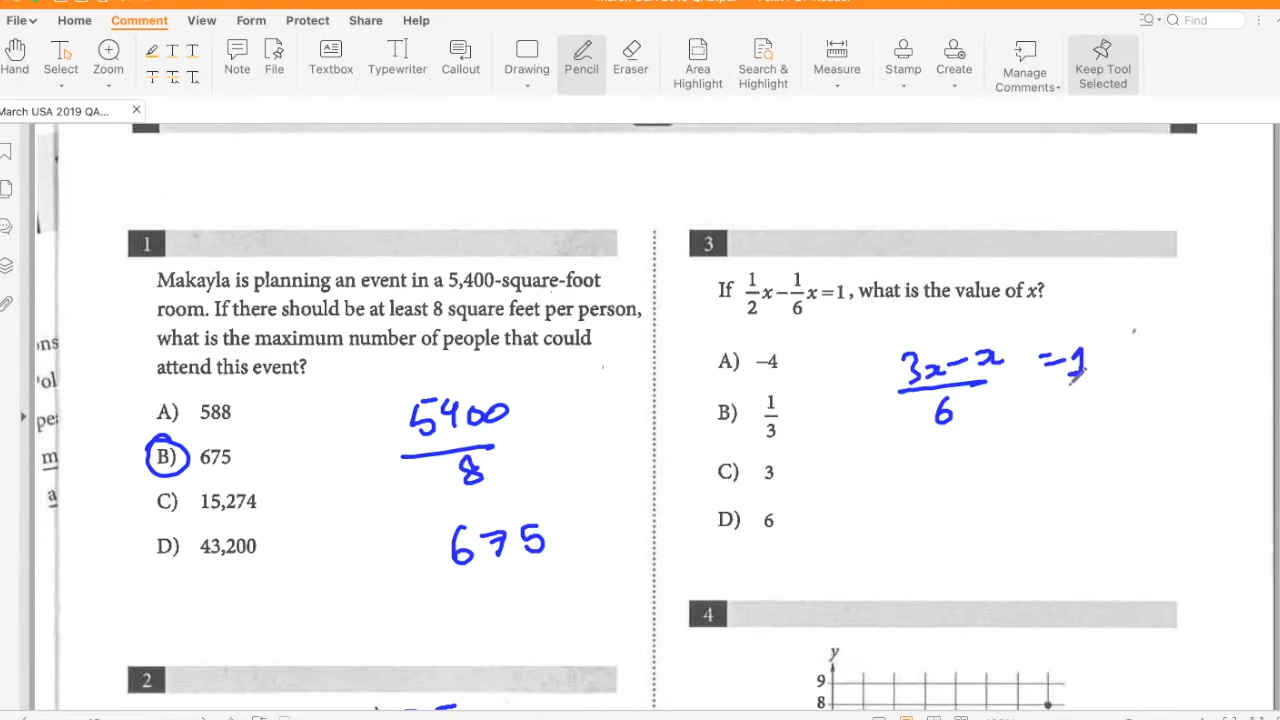 File Home Comment View Form Protect Share Help Find
Hand Select Zoom Note File Textbox Typewriter Callout Drawing Pencil Eraser Area Highlight Search & Highlight Measure Stamp Create Manage Comments Keep Tool Selected
March USA 2019 QA...
1
Makayla is planning an event in a 5,400-square-foot
room. If there should be at least 8 square feet per person,
what is the maximum number of people that could
attend this event?
A) 588
B) 675
C) 15,274
D) 43,200
5400
8
675
2
3
If 1/2 x − 1/6 x = 1, what is the value of x?
A) −4
B) 1/3
C) 3
D) 6
3x − x = 1
6
4
y
9
8
ons
m
a